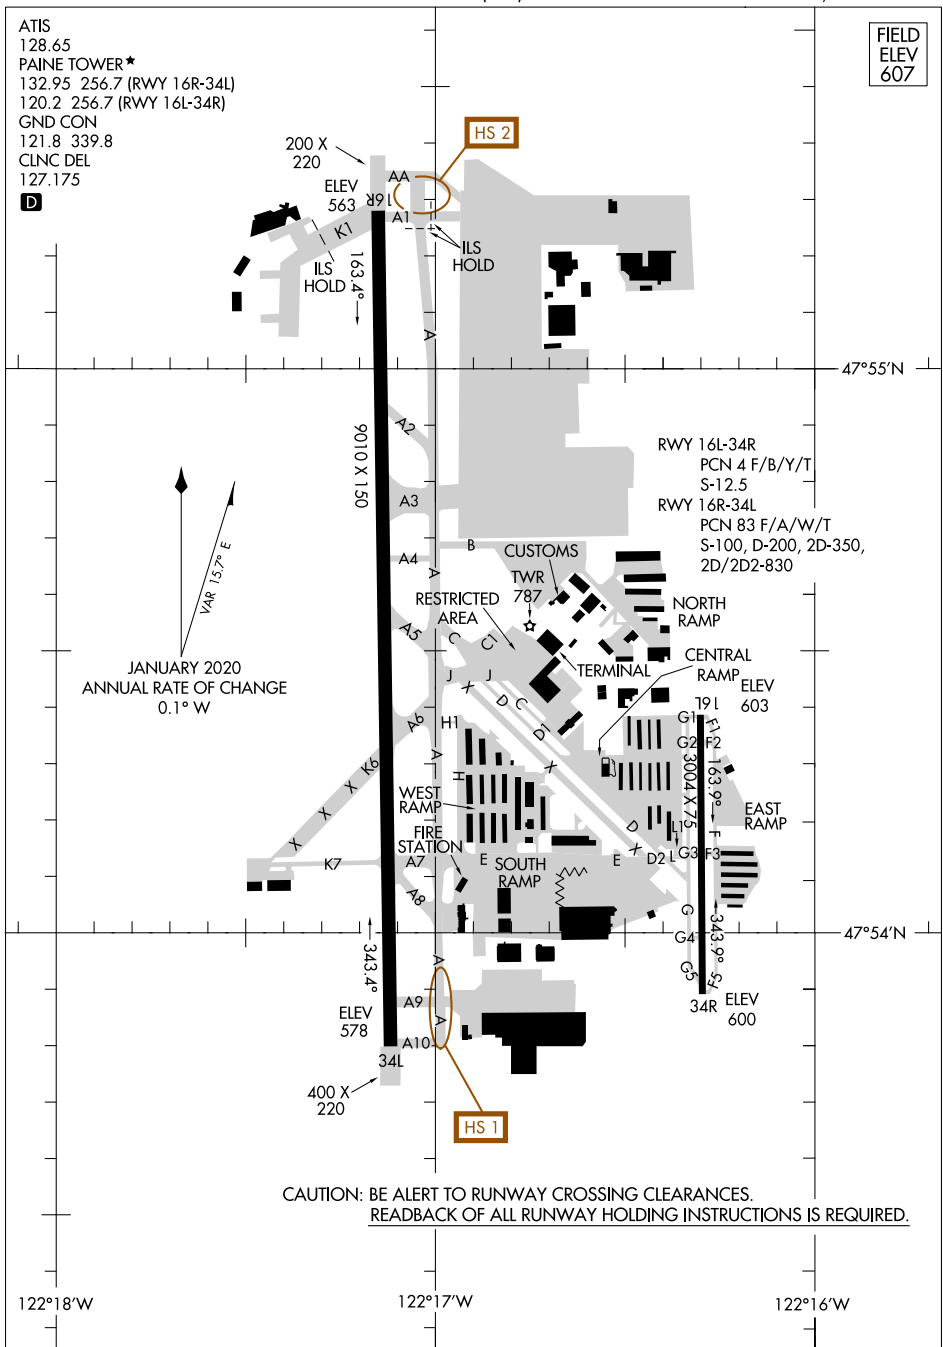 ATIS
128.65
PAINE TOWER★
132.95 256.7 (RWY 16R-34L)
120.2 256.7 (RWY 16L-34R)
GND CON
121.8 339.8
CLNC DEL
127.175
D
FIELD
ELEV
607
HS 2
200 X
220
AA
ELEV
563
16R
A1
K1
ILS
HOLD
ILS
HOLD
163.4°
A
47°55'N
A2
9010 X 150
RWY 16L-34R
PCN 4 F/B/Y/T
S-12.5
RWY 16R-34L
PCN 83 F/A/W/T
S-100, D-200, 2D-350,
2D/2D2-830
A3
VAR 15.7° E
B
A4
A
CUSTOMS
TWR
787
RESTRICTED
AREA
NORTH
RAMP
A5
C
C1
JANUARY 2020
ANNUAL RATE OF CHANGE
0.1° W
TERMINAL
CENTRAL
RAMP
J
J
X
D
C
ELEV
603
16L
A6
H1
D1
G1
F1
G2
F2
A
X
K6
H
163.9°
3004 X 75
X
X
WEST
RAMP
EAST
RAMP
FIRE
STATION
D
X
L1
F
K7
A7
E
SOUTH
RAMP
E
D2
L
G3
F3
A8
G
343.9°
G4
47°54'N
343.4°
A
G5
F5
ELEV
578
A9
A
34R
ELEV
600
A10
34L
400 X
220
HS 1
CAUTION: BE ALERT TO RUNWAY CROSSING CLEARANCES.
READBACK OF ALL RUNWAY HOLDING INSTRUCTIONS IS REQUIRED.
122°18'W
122°17'W
122°16'W